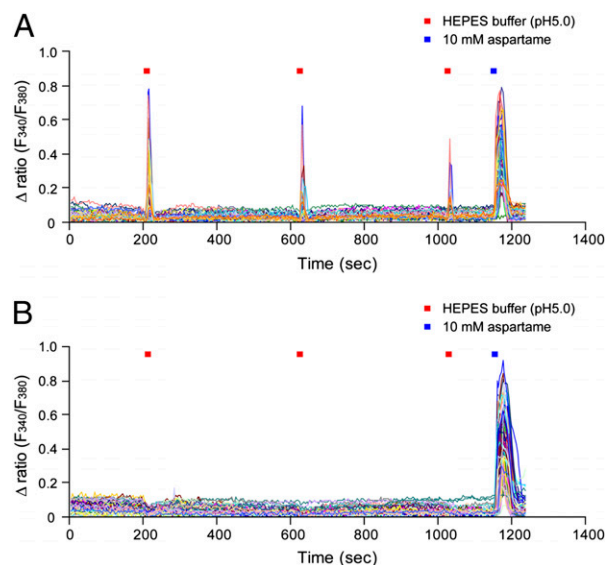 A
HEPES buffer (pH5.0)
10 mM aspartame
Δ ratio (F340/F380)
1.0
0.8
0.6
0.4
0.2
0
0 200 400 600 800 1000 1200 1400
Time (sec)
B
HEPES buffer (pH5.0)
10 mM aspartame
Δ ratio (F340/F380)
1.0
0.8
0.6
0.4
0.2
0
0 200 400 600 800 1000 1200 1400
Time (sec)